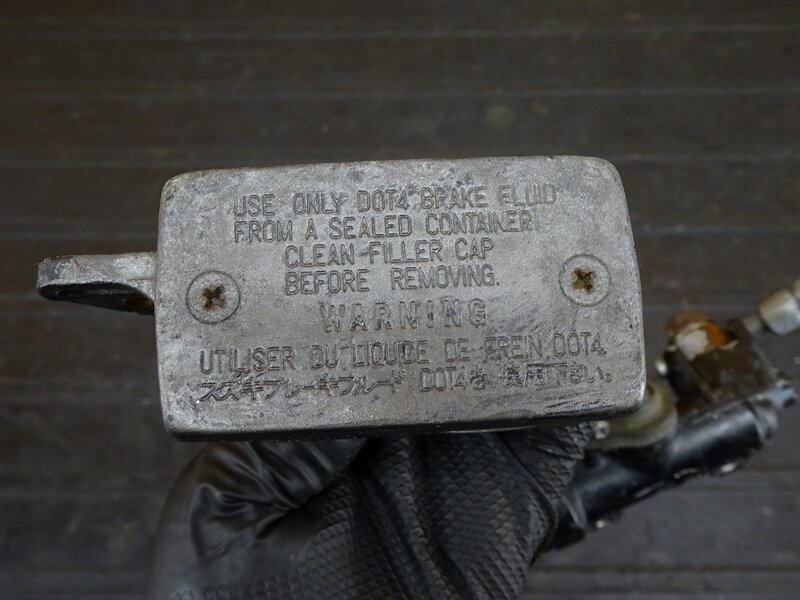 USE ONLY DOT4 BRAKE FLUID
FROM A SEALED CONTAINER.
CLEAN FILLER CAP
BEFORE REMOVING.
WARNING
UTILISER DU LIQUIDE DE FREIN DOT4.
スズキブレーキフルード DOT4を 使用下さい。